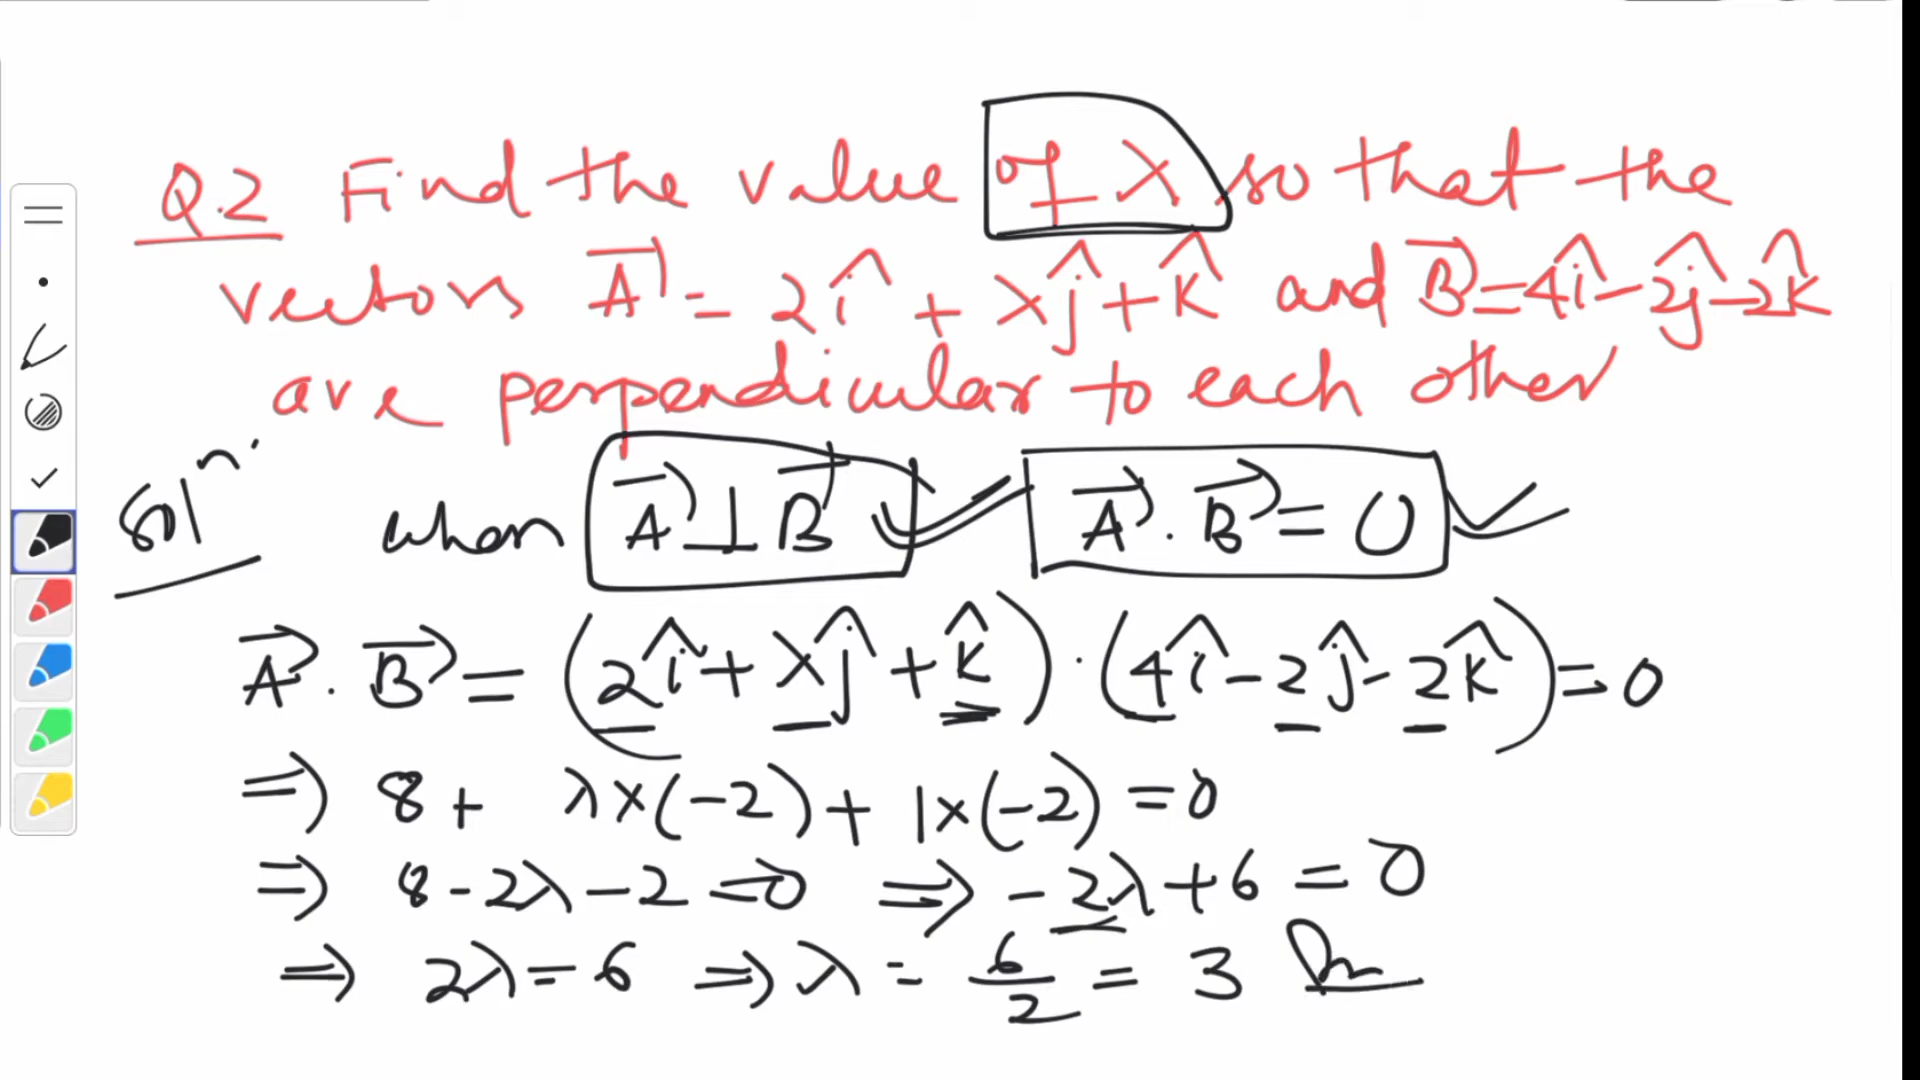 Q.2 Find the value of λ so that the
vectors A⃗ = 2î + λĵ + k̂ and B⃗ = 4î - 2ĵ - 2k̂
are perpendicular to each other
Solⁿ. when A⃗ ⊥ B⃗ A⃗ . B⃗ = 0
A⃗ . B⃗ = (2î + λĵ + k̂) . (4î - 2ĵ - 2k̂) = 0
⇒ 8 + λ × (-2) + 1 × (-2) = 0
⇒ 8 - 2λ - 2 = 0 ⇒ - 2λ + 6 = 0
⇒ 2λ = 6 ⇒ λ = 6/2 = 3